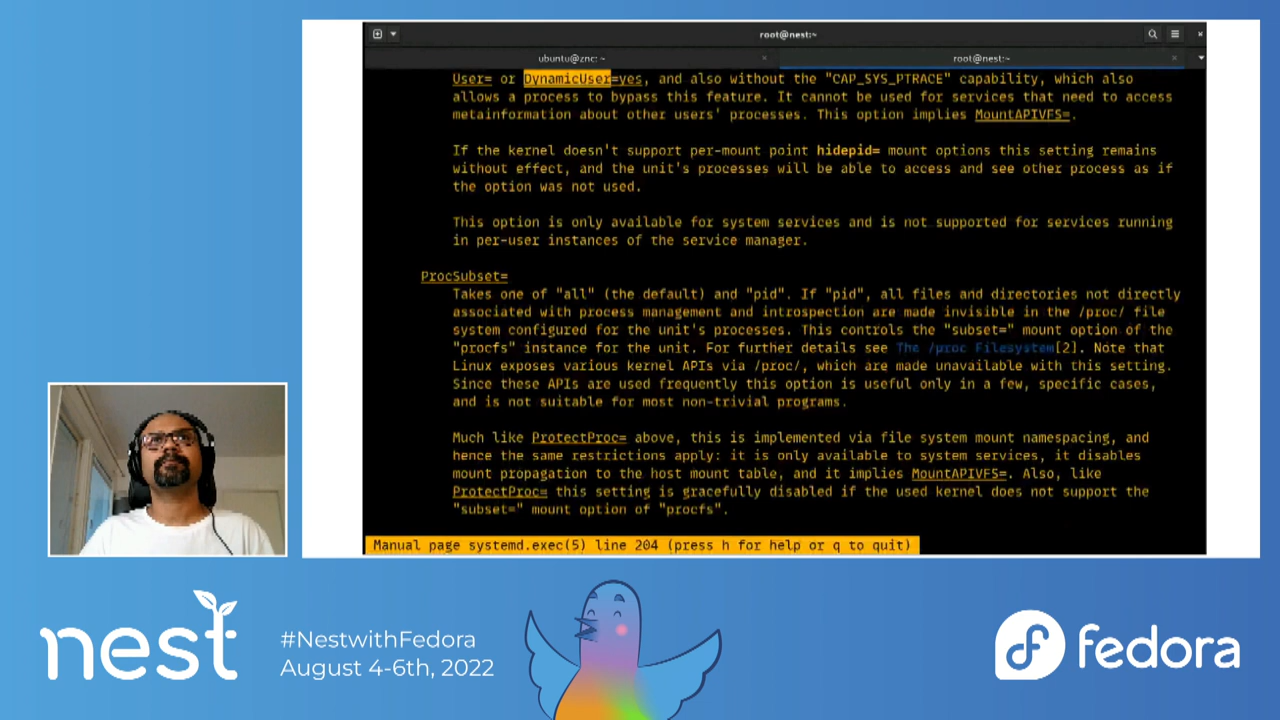 root@nest:~
ubuntu@znc: ~
root@nest:~
User= or DynamicUser=yes, and also without the "CAP_SYS_PTRACE" capability, which also
allows a process to bypass this feature. It cannot be used for services that need to access
metainformation about other users' processes. This option implies MountAPIVFS=.
If the kernel doesn't support per-mount point hidepid= mount options this setting remains
without effect, and the unit's processes will be able to access and see other process as if
the option was not used.
This option is only available for system services and is not supported for services running
in per-user instances of the service manager.
ProcSubset=
Takes one of "all" (the default) and "pid". If "pid", all files and directories not directly
associated with process management and introspection are made invisible in the /proc/ file
system configured for the unit's processes. This controls the "subset=" mount option of the
"procfs" instance for the unit. For further details see The /proc Filesystem[2]. Note that
Linux exposes various kernel APIs via /proc/, which are made unavailable with this setting.
Since these APIs are used frequently this option is useful only in a few, specific cases,
and is not suitable for most non-trivial programs.
Much like ProtectProc= above, this is implemented via file system mount namespacing, and
hence the same restrictions apply: it is only available to system services, it disables
mount propagation to the host mount table, and it implies MountAPIVFS=. Also, like
ProtectProc= this setting is gracefully disabled if the used kernel does not support the
"subset=" mount option of "procfs".
Manual page systemd.exec(5) line 204 (press h for help or q to quit)
nest
#NestwithFedora
August 4-6th, 2022
fedora